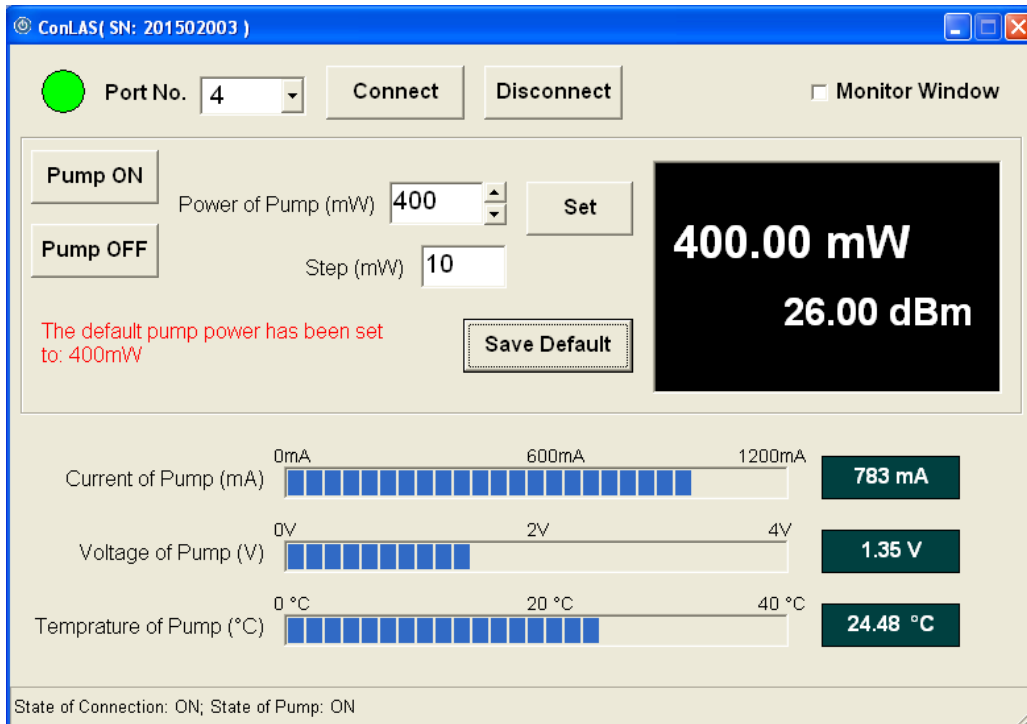 ConLAS( SN: 201502003 )
Port No. 4 Connect Disconnect Monitor Window
Pump ON
Power of Pump (mW) 400 Set
Pump OFF
Step (mW) 10
400.00 mW
26.00 dBm
The default pump power has been set
to: 400mW
Save Default
0mA 600mA 1200mA
Current of Pump (mA) 783 mA
0V 2V 4V
Voltage of Pump (V) 1.35 V
0 °C 20 °C 40 °C
Temprature of Pump (°C) 24.48 °C
State of Connection: ON; State of Pump: ON